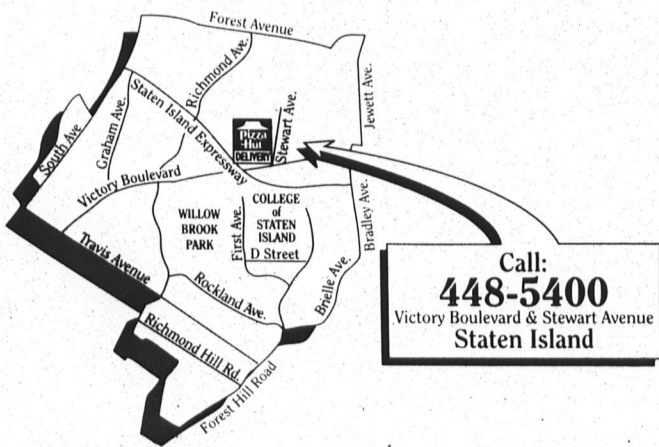 Forest Avenue
Richmond Ave.
Staten Island Expressway
Jewett Ave.
South Ave
Graham Ave.
Pizza
Hut
DELIVERY
Stewart Ave.
Victory Boulevard
WILLOW
BROOK
PARK
First Ave.
COLLEGE
of
STATEN
ISLAND
D Street
Bradley Ave.
Travis Avenue
Rockland Ave.
Brielle Ave.
Richmond Hill Rd.
Forest Hill Road
Call:
448-5400
Victory Boulevard & Stewart Avenue
Staten Island